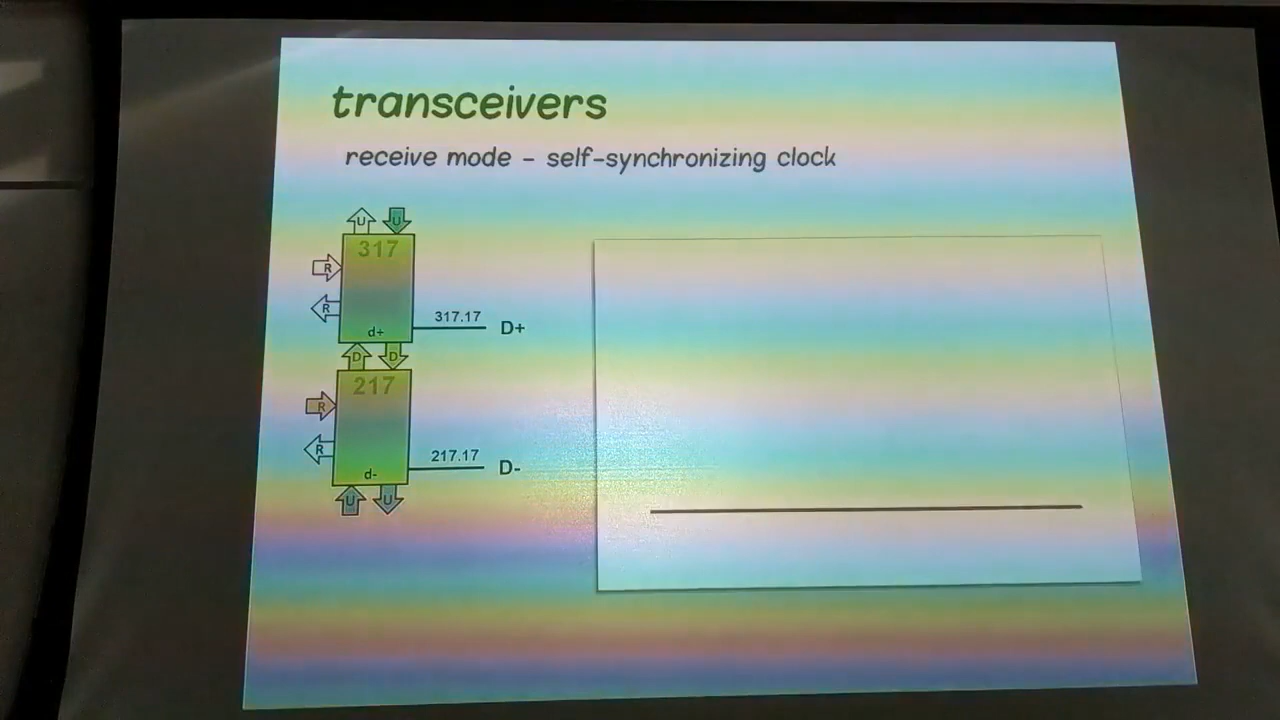 transceivers
receive mode - self-synchronizing clock
U U
317
R
R
317.17
d+
D+
D D
217
R
R
217.17
d-
D-
U U